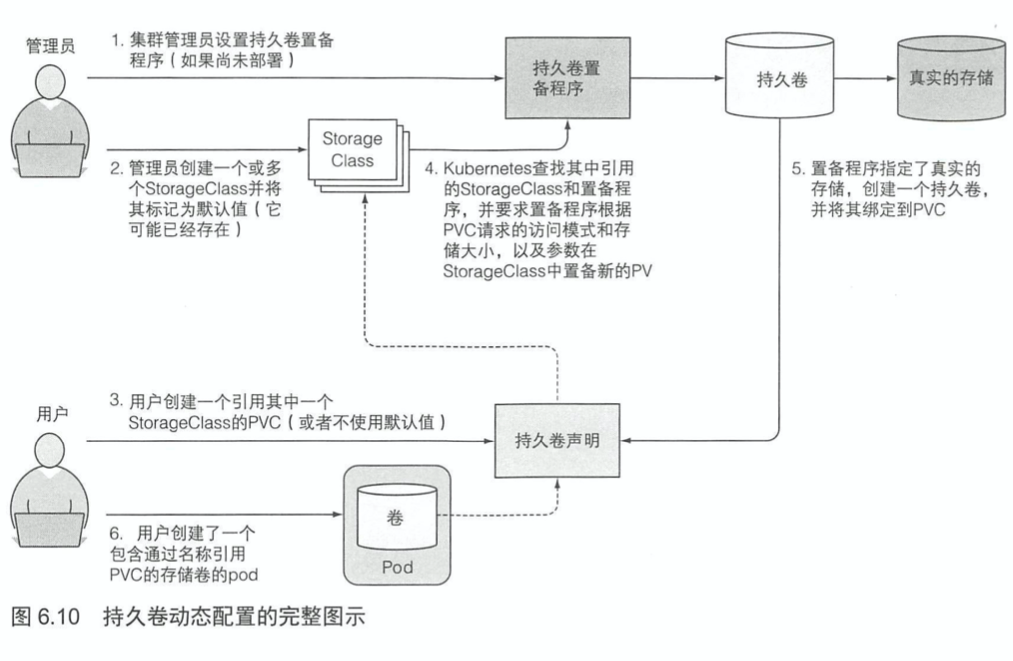 管理员
1. 集群管理员设置持久卷置备
程序（如果尚未部署）
持久卷置
备程序
持久卷
真实的存储
Storage
Class
2. 管理员创建一个或多
个StorageClass并将
其标记为默认值（它
可能已经存在）
4. Kubernetes查找其中引用
的StorageClass和置备程
序，并要求置备程序根据
PVC请求的访问模式和存
储大小，以及参数在
StorageClass中置备新的PV
5. 置备程序指定了真实的
存储，创建一个持久卷，
并将其绑定到PVC
用户
3. 用户创建一个引用其中一个
StorageClass的PVC（或者不使用默认值）
持久卷声明
卷
Pod
6. 用户创建了一个
包含通过名称引用
PVC的存储卷的pod
图 6.10 持久卷动态配置的完整图示